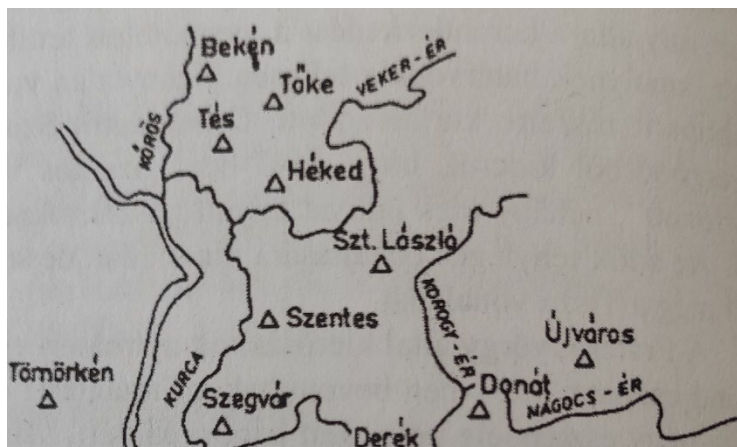 Bekén
Tőke
VEKER-ÉR
KÖRÖS
Tés
Héked
Szt. László
KOROGY-ÉR
Szentes
Újváros
Tömörkén
KURCA
Szegvár
Donát
NAGOCS-ÉR
Derék